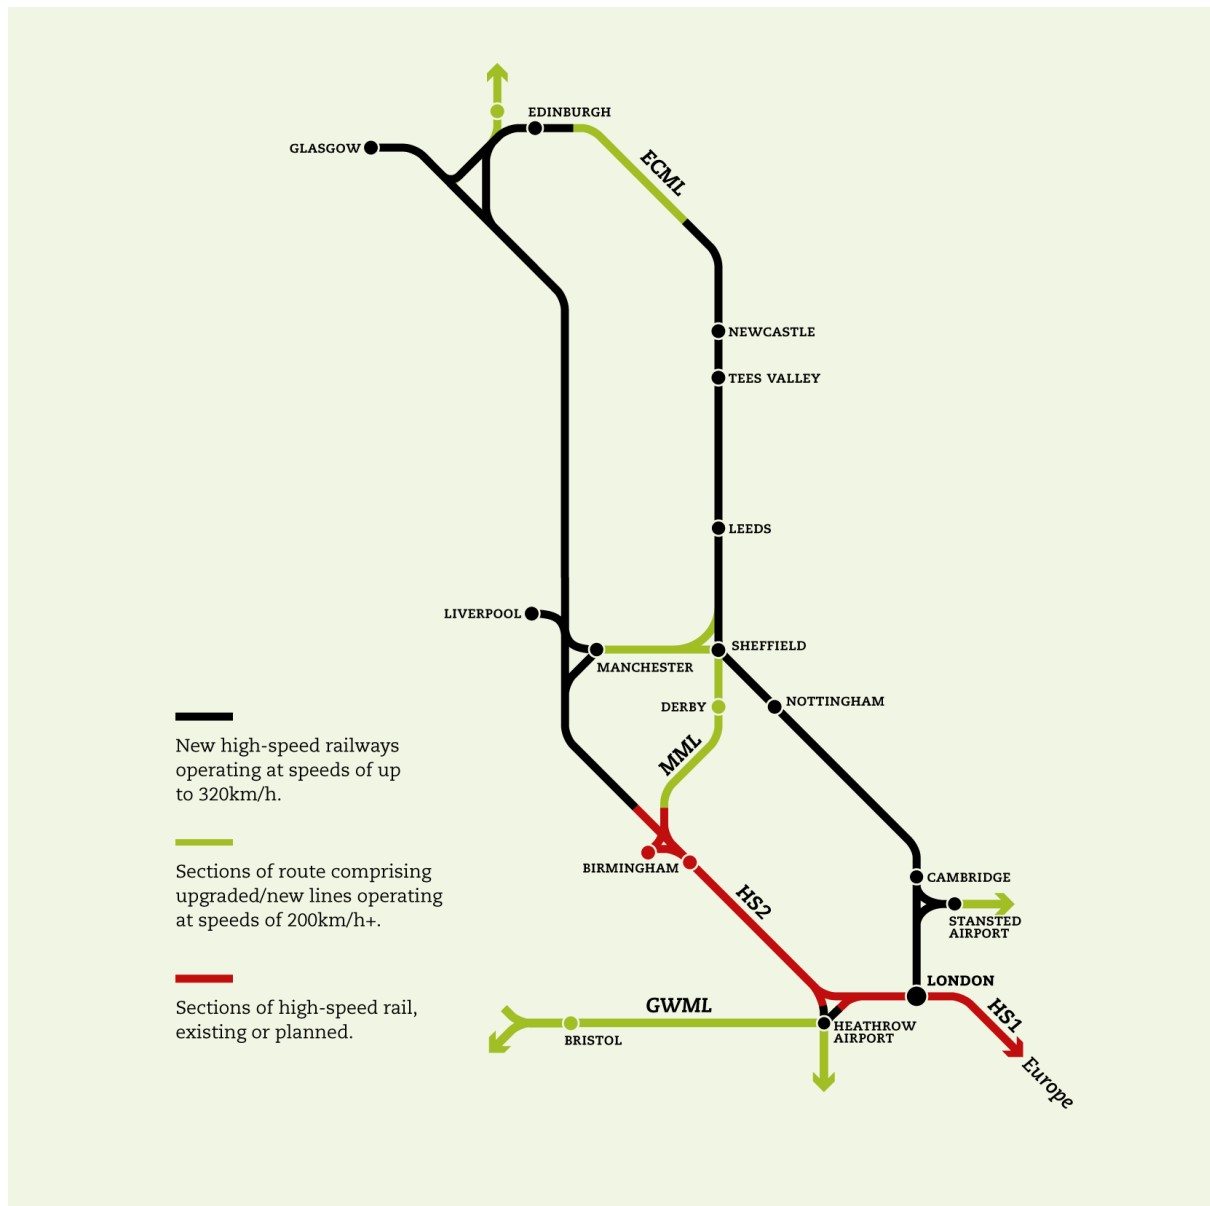 EDINBURGH
GLASGOW
ECML
NEWCASTLE
TEES VALLEY
LEEDS
LIVERPOOL
SHEFFIELD
MANCHESTER
DERBY
NOTTINGHAM
MML
New high-speed railways
operating at speeds of up
to 320km/h.
Sections of route comprising
upgraded/new lines operating
at speeds of 200km/h+.
Sections of high-speed rail,
existing or planned.
BIRMINGHAM
CAMBRIDGE
HS2
STANSTED
AIRPORT
LONDON
GWML
HS1
HEATHROW
AIRPORT
BRISTOL
Europe